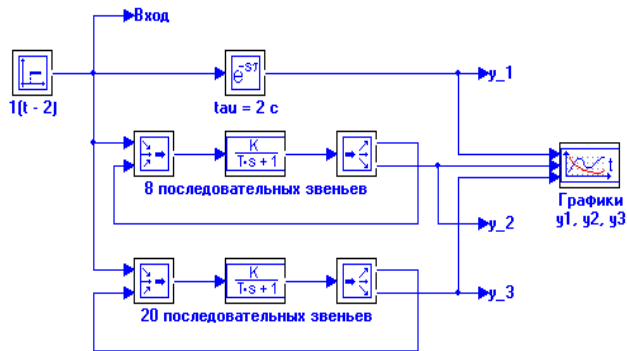 Вход
e^-sτ
y_1
1(t - 2)
tau = 2 c
K
T•s + 1
8 последовательных звеньев
t
Графики
y1, y2, y3
y_2
K
T•s + 1
y_3
20 последовательных звеньев